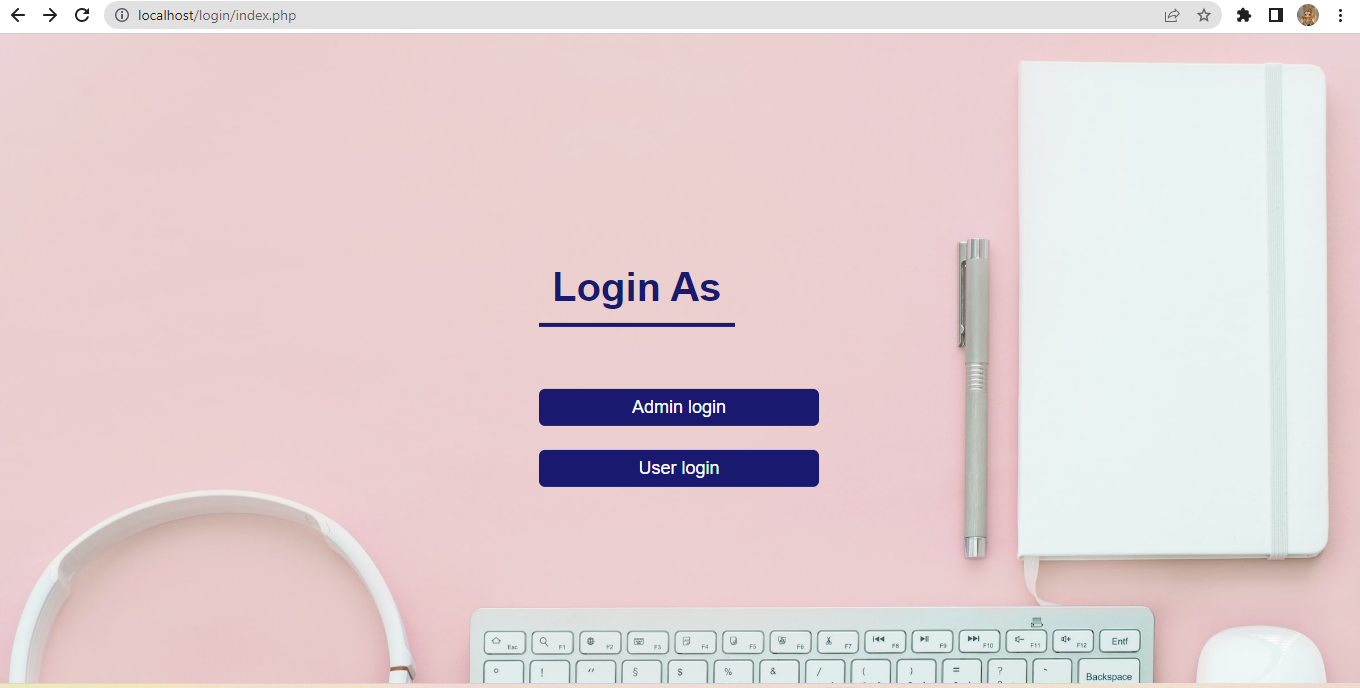 localhost/login/index.php
Login As
Admin login
User login
Esc F1 F2 F3 F4 F5 F6 F7 F8 F9 F10 F11 F12 Entf
° ! “ § $ % & / ( ) = ? ` Backspace